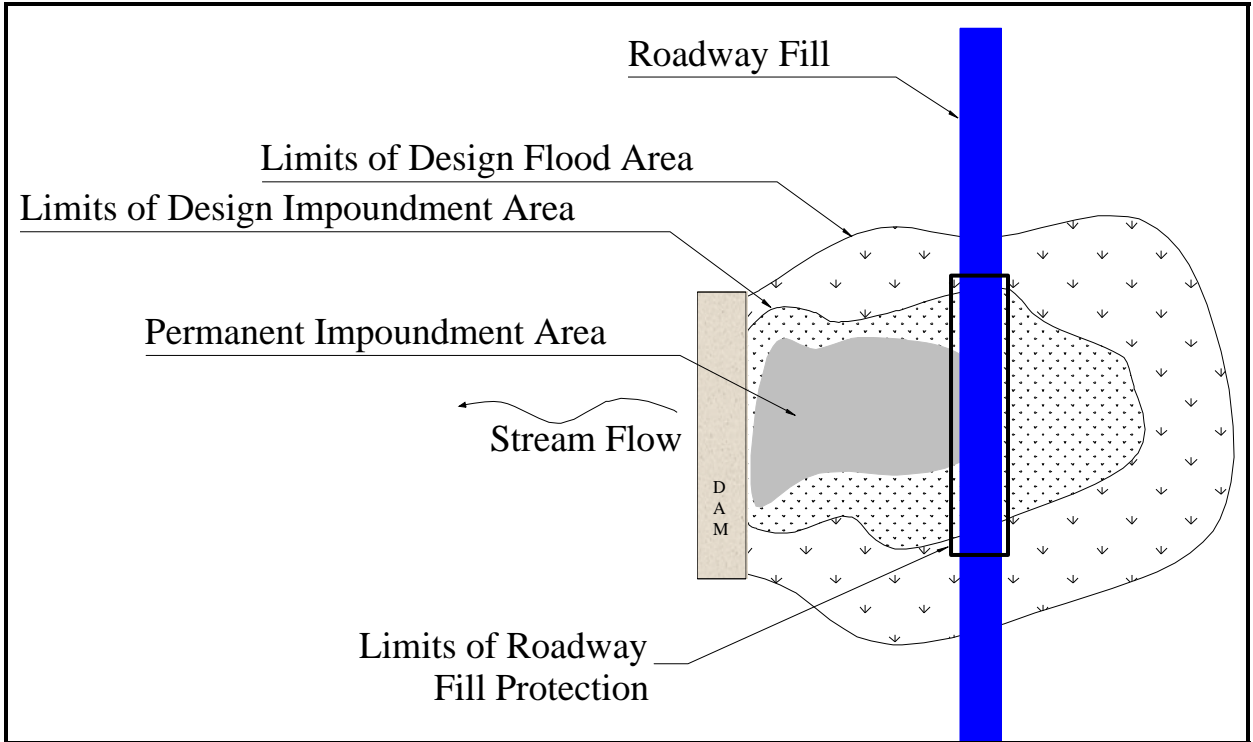 Roadway Fill
Limits of Design Flood Area
Limits of Design Impoundment Area
Permanent Impoundment Area
Stream Flow
D
A
M
Limits of Roadway
Fill Protection